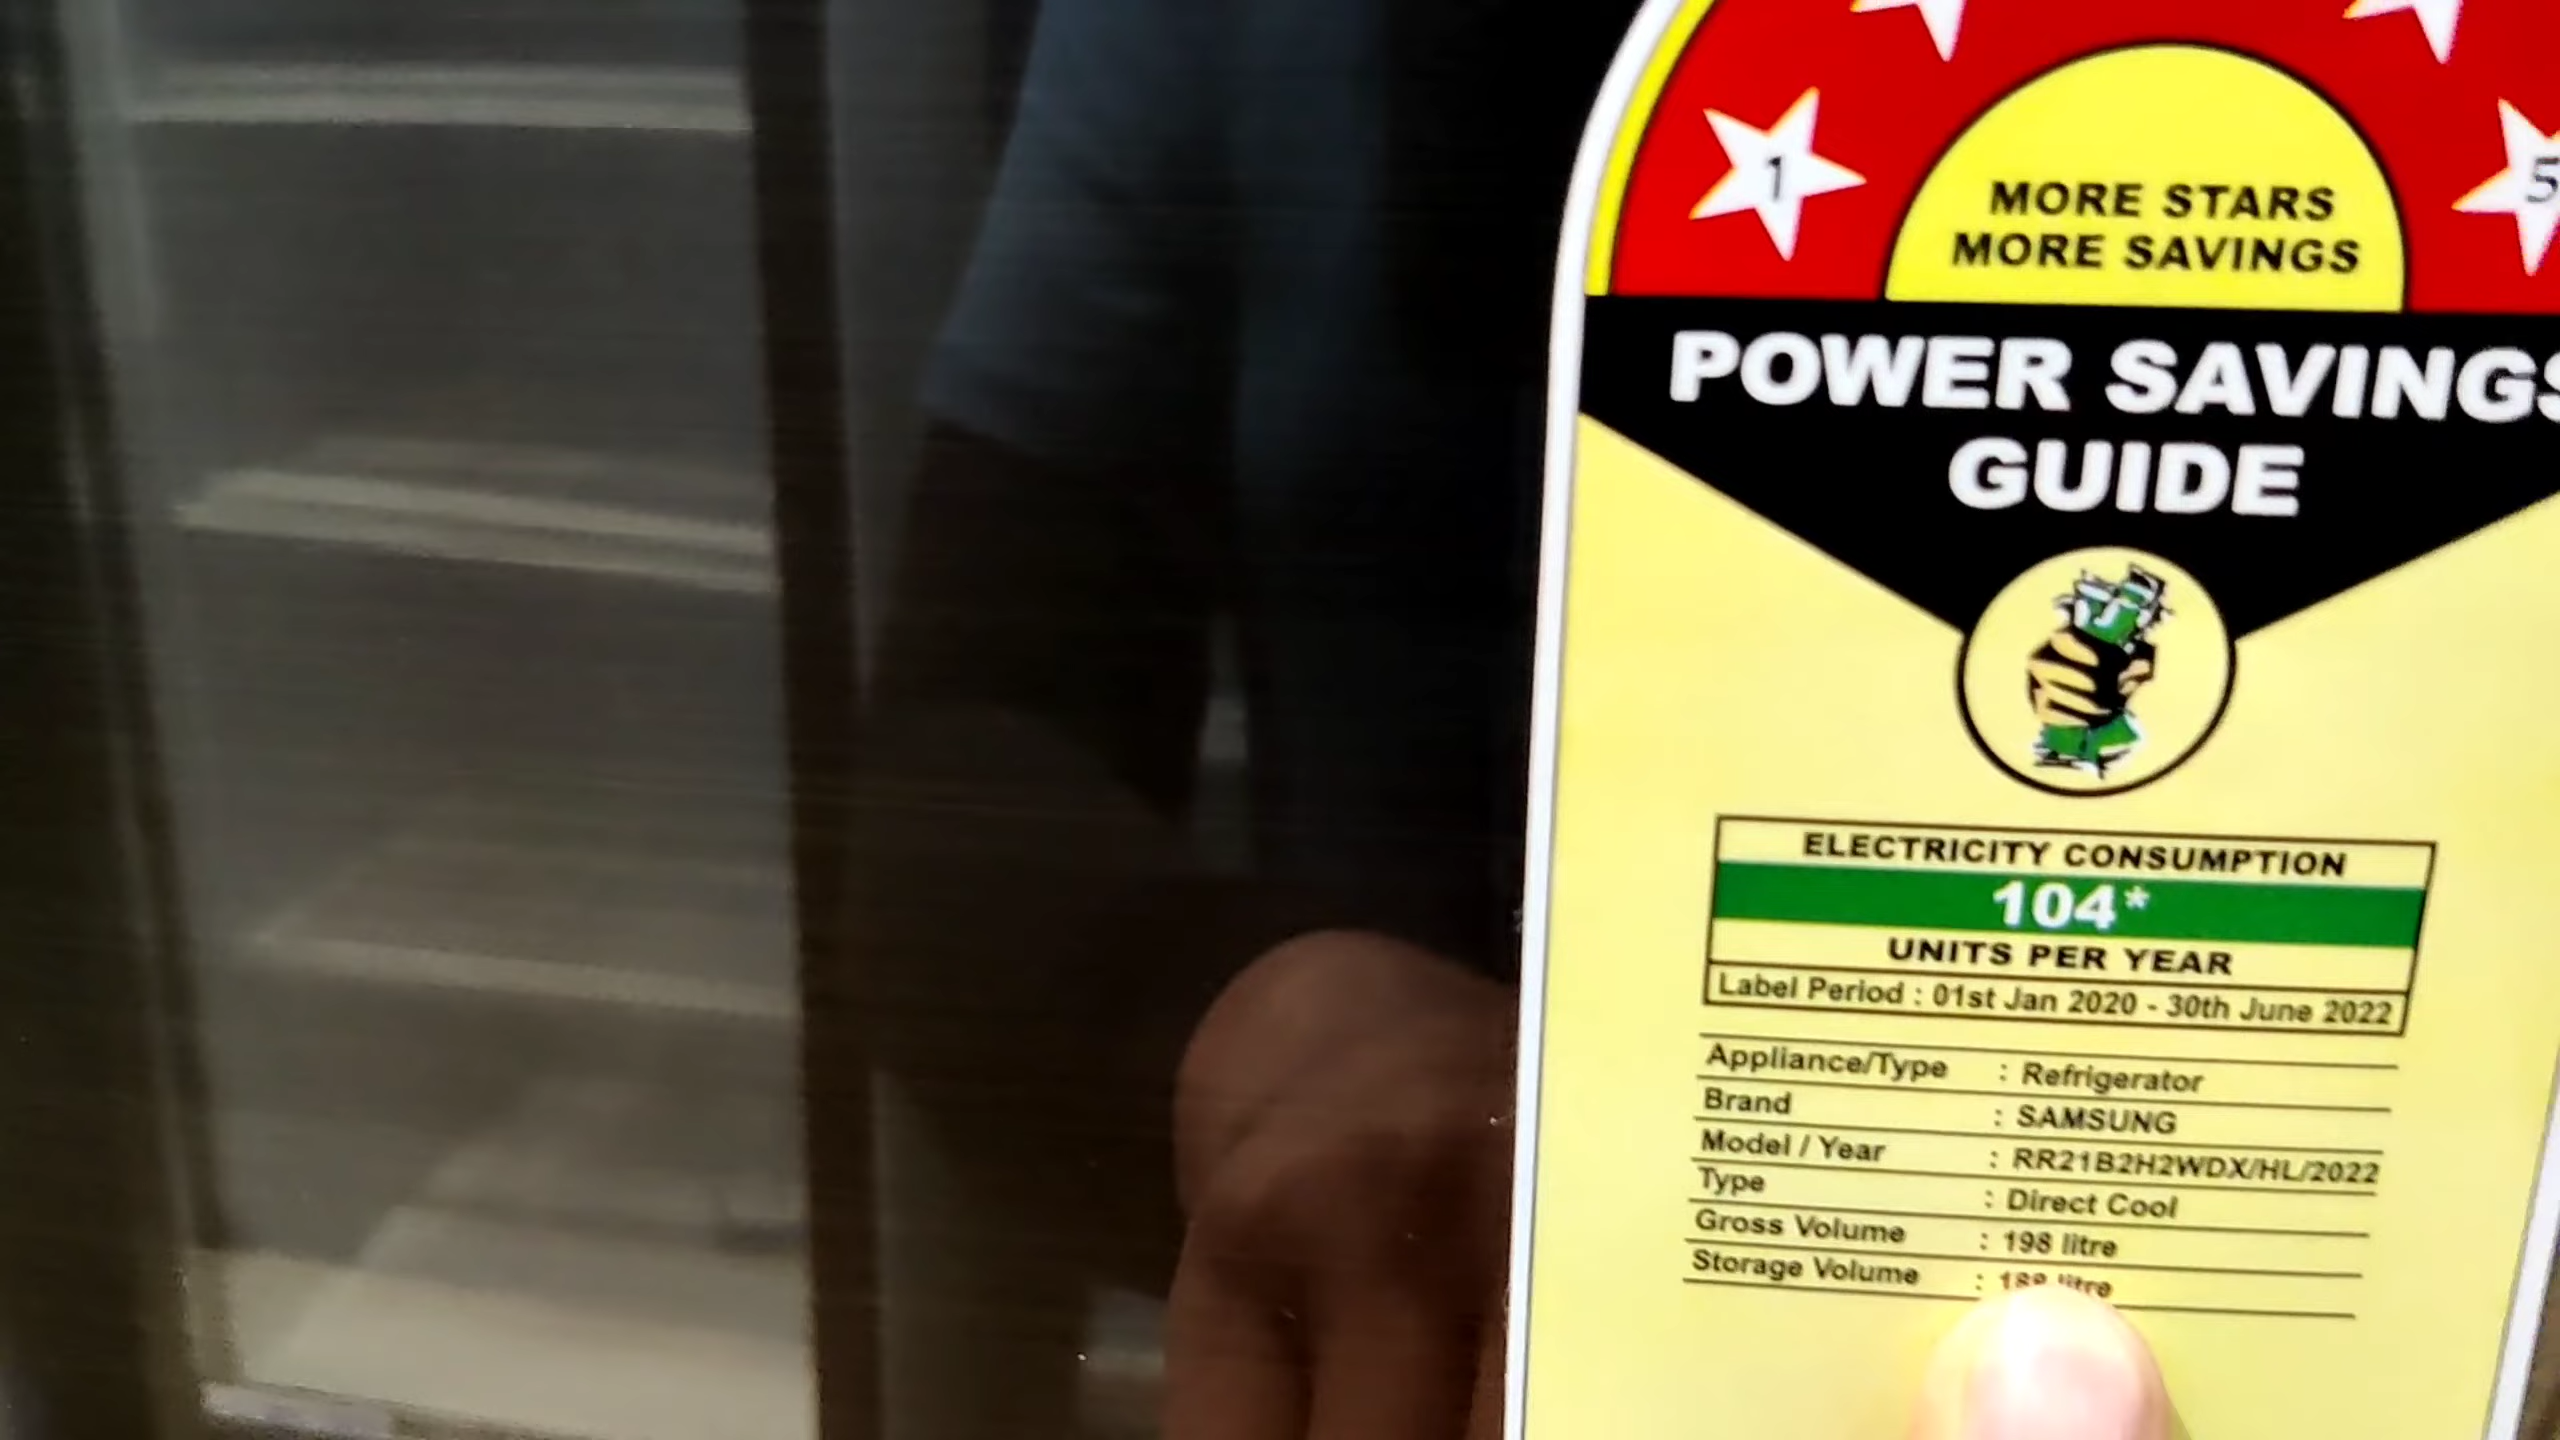 1
5
MORE STARS
MORE SAVINGS
POWER SAVINGS
GUIDE
ELECTRICITY CONSUMPTION
104*
UNITS PER YEAR
Label Period : 01st Jan 2020 - 30th June 2022
Appliance/Type : Refrigerator
Brand : SAMSUNG
Model / Year : RR21B2H2WDX/HL/2022
Type : Direct Cool
Gross Volume : 198 litre
Storage Volume : litre